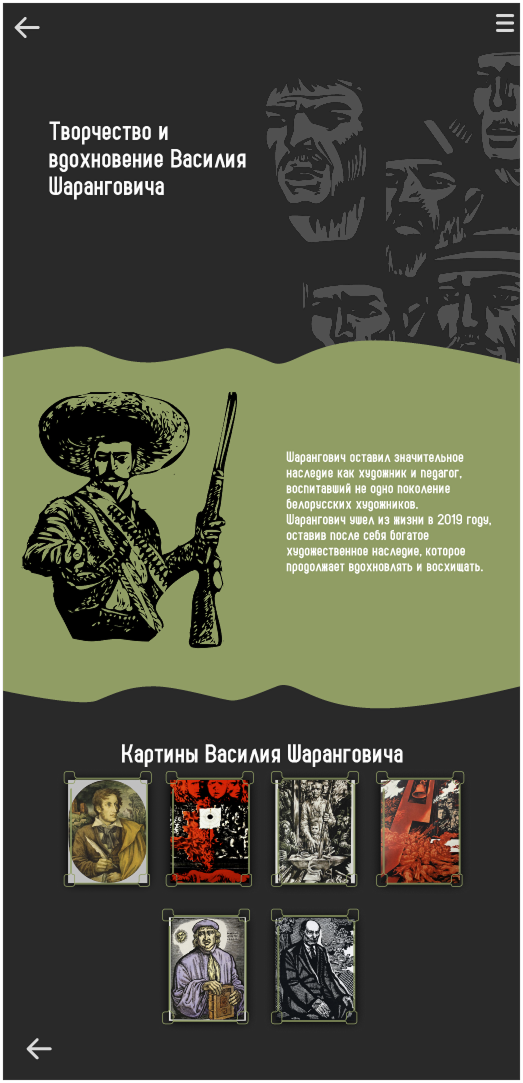 Творчество и
вдохновение Василия
Шаранговича
Шарангович оставил значительное
наследие как художник и педагог,
воспитавший не одно поколение
белорусских художников.
Шарангович ушел из жизни в 2019 году,
оставив после себя богатое
художественное наследие, которое
продолжает вдохновлять и восхищать.
Картины Василия Шаранговича